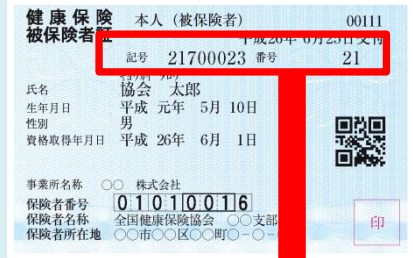 健康保険 本人（被保険者） 00111
被保険者証 平成26年 6月25日交付
記号 21700023 番号 21
氏名 協会 太郎
生年月日 平成 元年 5月 10日
性別 男
資格取得年月日 平成 26年 6月 1日
事業所名称 ○○ 株式会社
保険者番号 01010016
保険者名称 全国健康保険協会 ○○支部
保険者所在地 ○○市○○区○○町○-○-
印